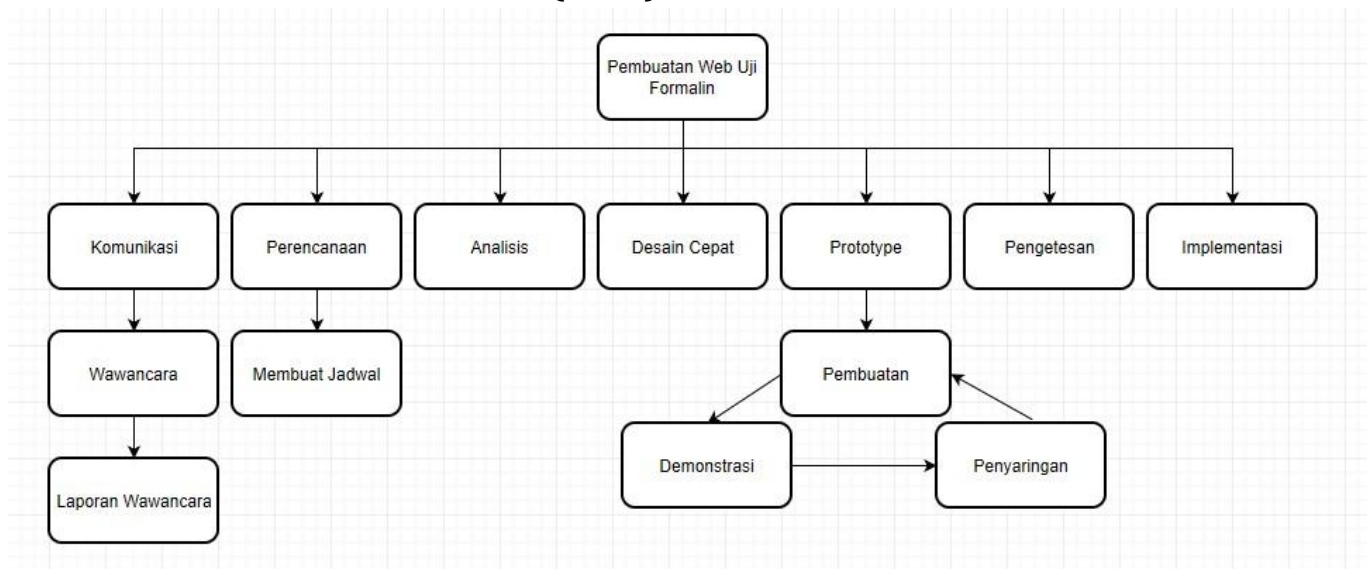 Pembuatan Web Uji
Formalin
Komunikasi
Perencanaan
Analisis
Desain Cepat
Prototype
Pengetesan
Implementasi
Wawancara
Membuat Jadwal
Pembuatan
Demonstrasi
Penyaringan
Laporan Wawancara